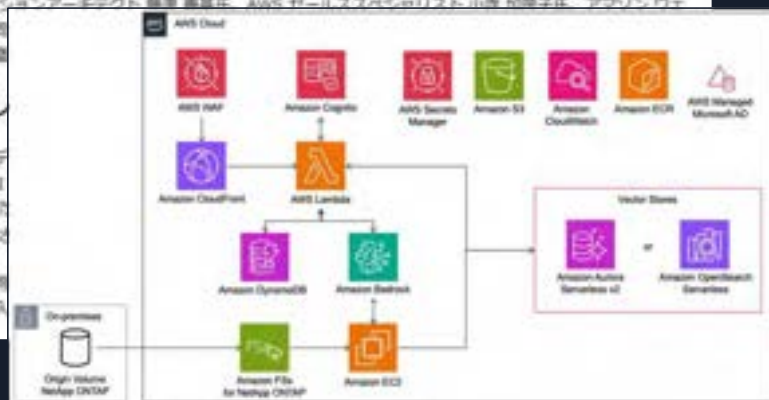 AWS Cloud
AWS WAF
Amazon Cognito
AWS Secrets
Manager
Amazon S3
Amazon
CloudWatch
Amazon ECR
AWS Managed
Microsoft AD
Amazon CloudFront
AWS Lambda
Vector Stores
Amazon DynamoDB
Amazon Bedrock
Amazon Aurora
Serverless v2
or
Amazon OpenSearch
Serverless
On-premises
Origin Volume
NetApp ONTAP
Amazon FSx
for NetApp ONTAP
Amazon EC2